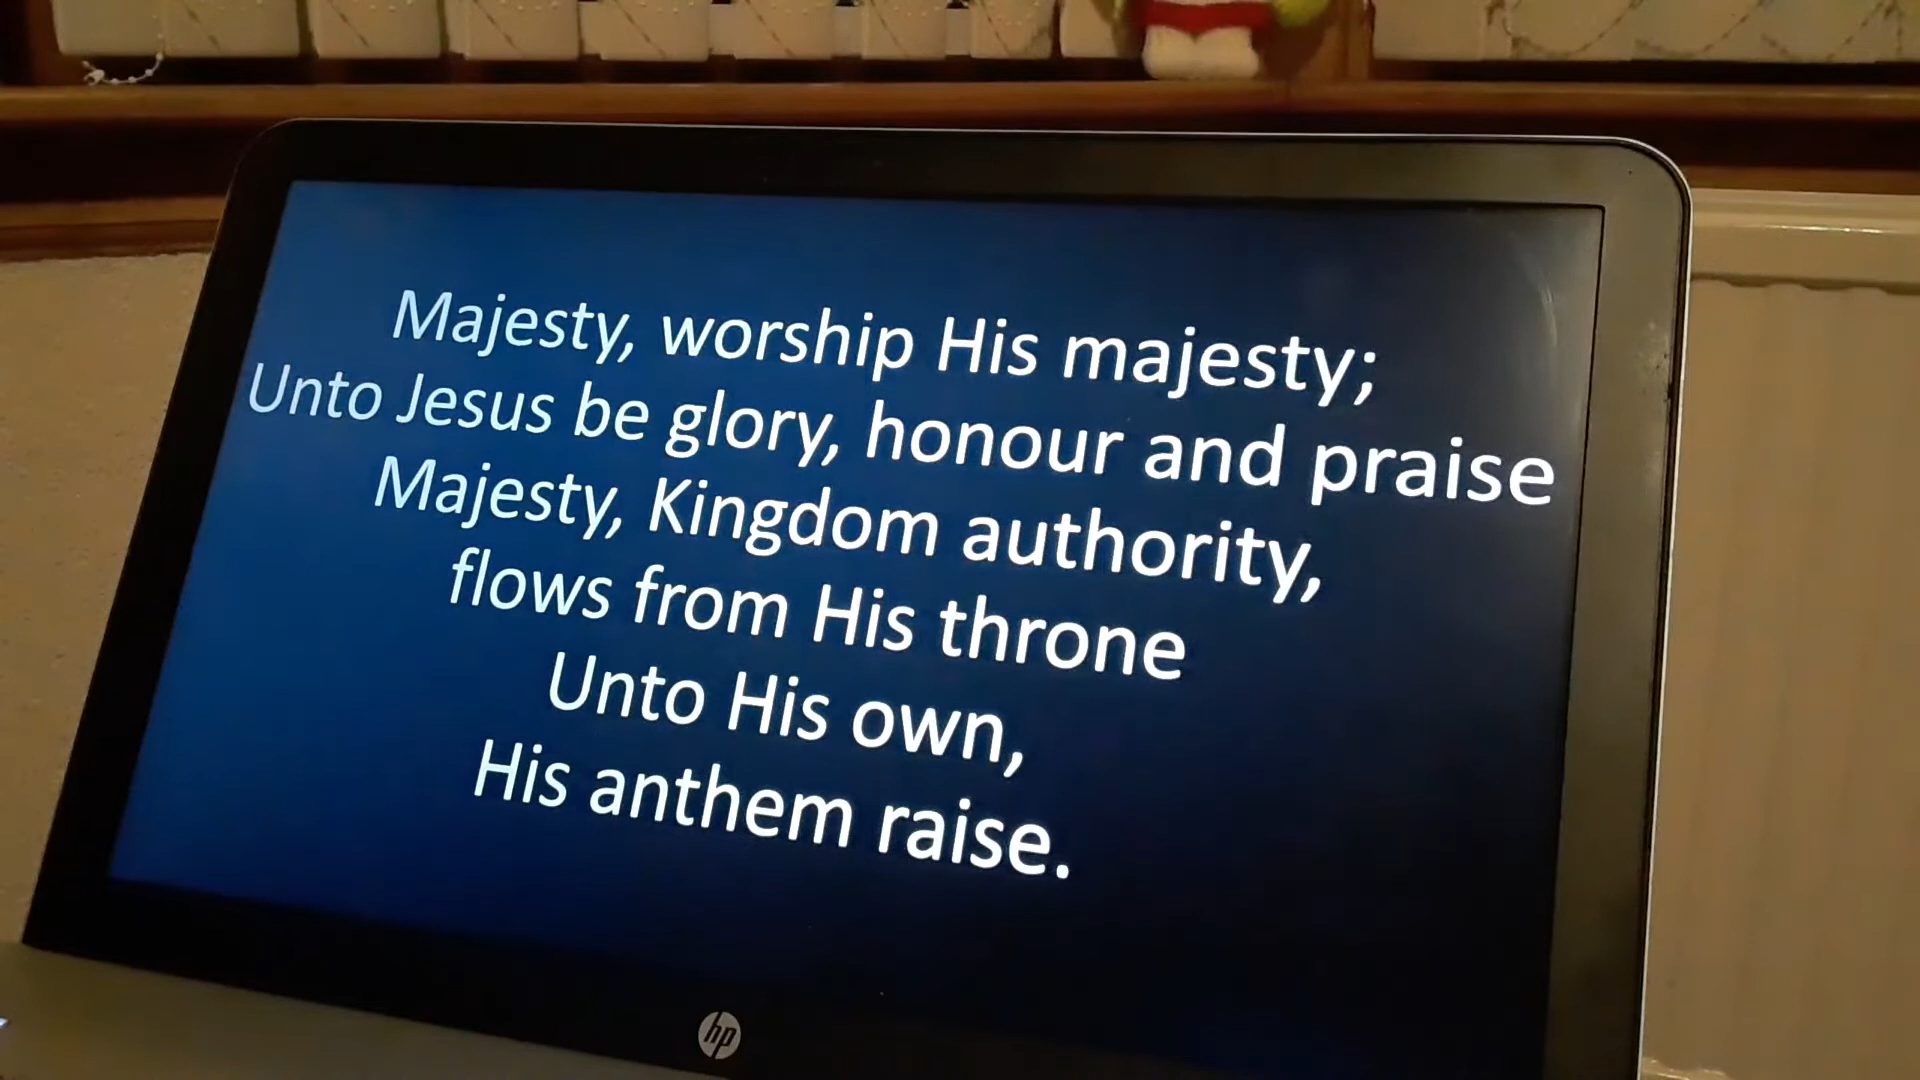 Majesty, worship His majesty;
Unto Jesus be glory, honour and praise
Majesty, Kingdom authority,
flows from His throne
Unto His own,
His anthem raise.
hp